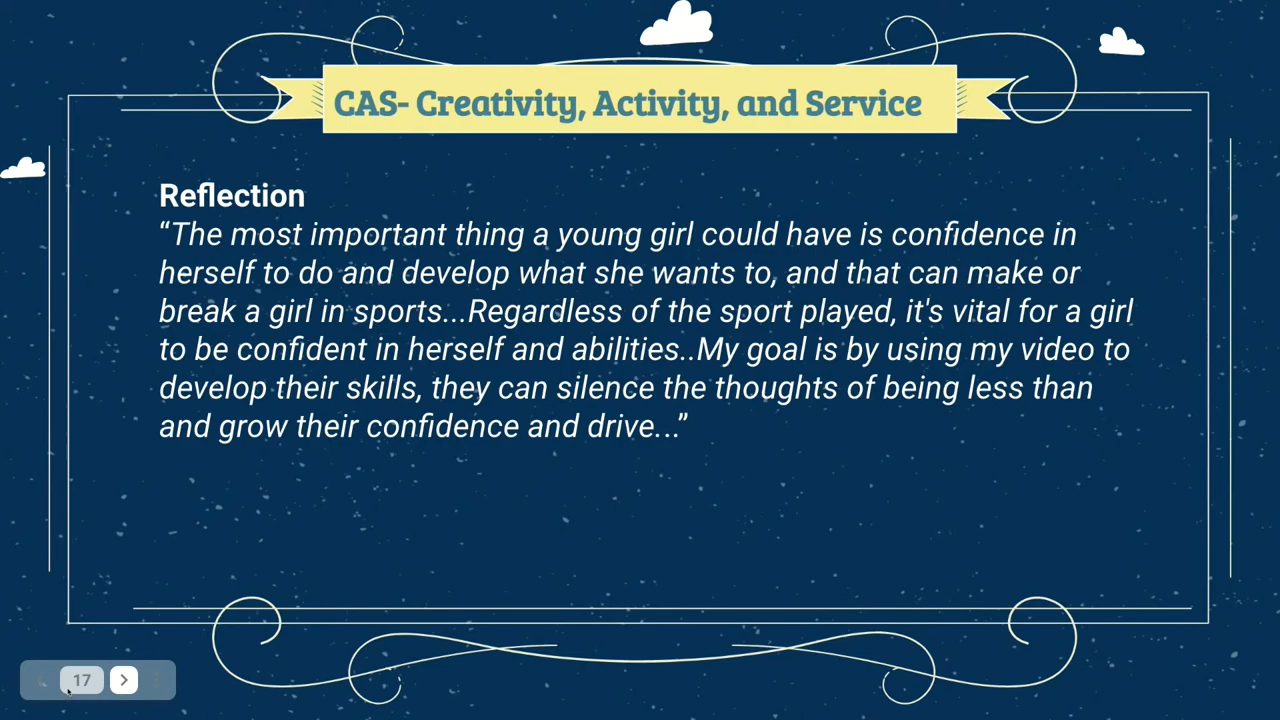 CAS- Creativity, Activity, and Service
Reflection
“The most important thing a young girl could have is confidence in
herself to do and develop what she wants to, and that can make or
break a girl in sports...Regardless of the sport played, it's vital for a girl
to be confident in herself and abilities..My goal is by using my video to
develop their skills, they can silence the thoughts of being less than
and grow their confidence and drive...”
17